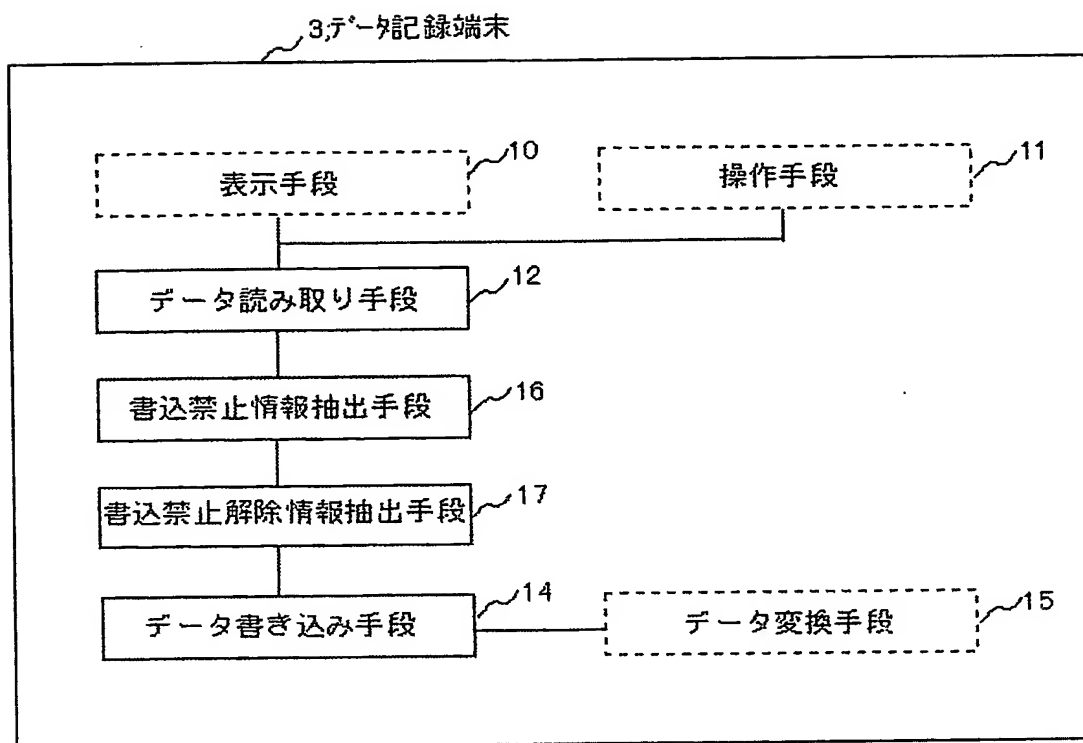 3;データ記録端末
表示手段
10
操作手段
11
データ読み取り手段
12
書込禁止情報抽出手段
16
書込禁止解除情報抽出手段
17
データ書き込み手段
14
データ変換手段
15